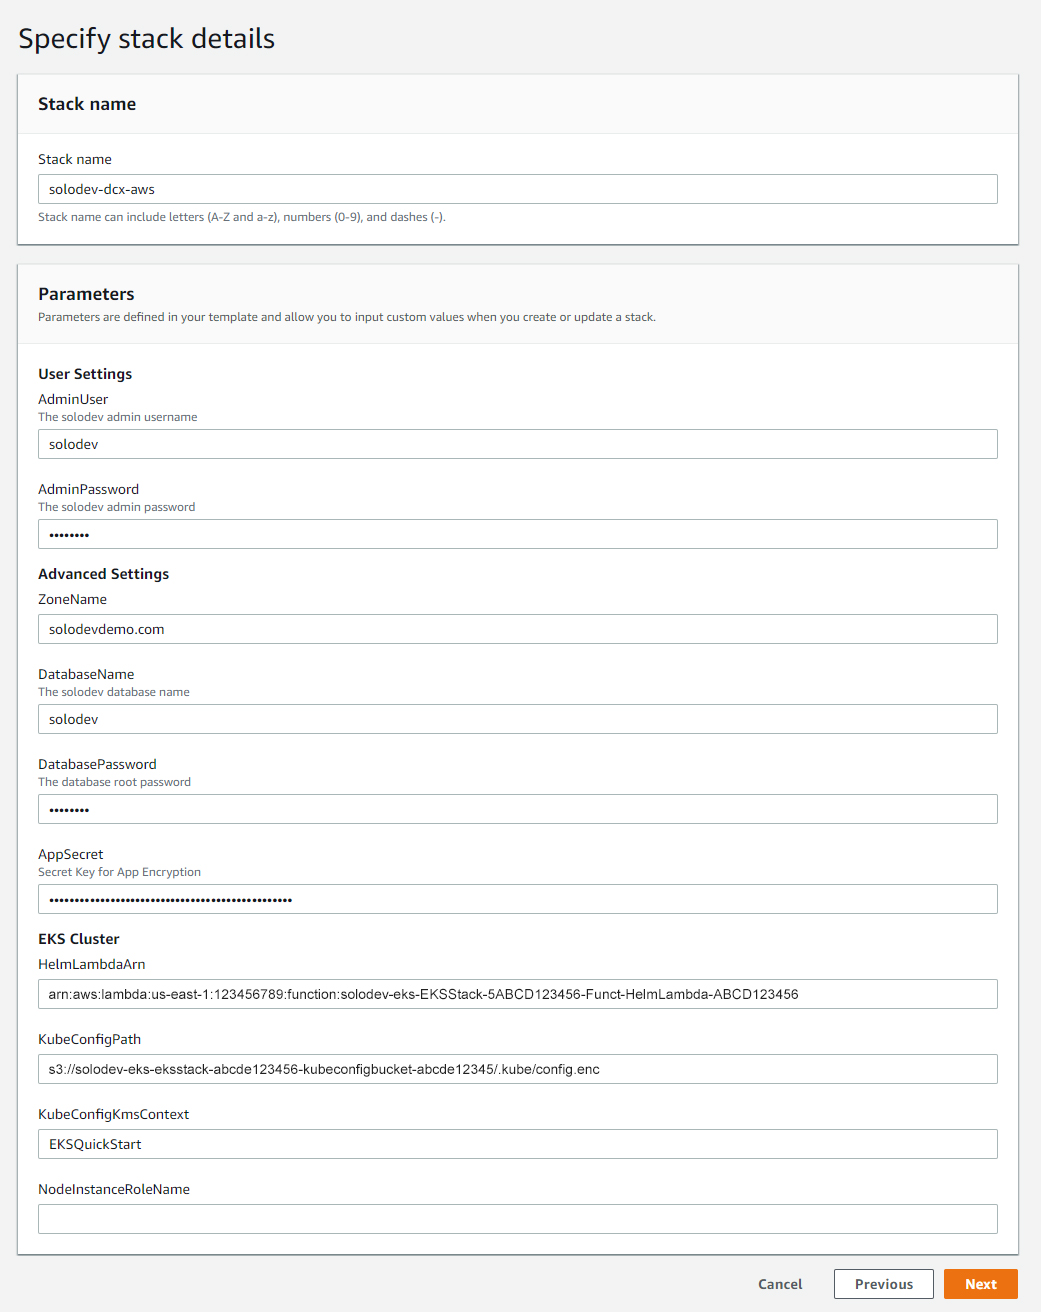 Specify stack details
Stack name
Stack name
solodev-dcx-aws
Stack name can include letters (A-Z and a-z), numbers (0-9), and dashes (-).
Parameters
Parameters are defined in your template and allow you to input custom values when you create or update a stack.
User Settings
AdminUser
The solodev admin username
solodev
AdminPassword
The solodev admin password
••••••••
Advanced Settings
ZoneName
solodevdemo.com
DatabaseName
The solodev database name
solodev
DatabasePassword
The database root password
••••••••
AppSecret
Secret Key for App Encryption
••••••••••••••••••••••••••••••••••••••••••••••••
EKS Cluster
HelmLambdaArn
arn:aws:lambda:us-east-1:123456789:function:solodev-eks-EKSStack-5ABCD123456-Funct-HelmLambda-ABCD123456
KubeConfigPath
s3://solodev-eks-eksstack-abcde123456-kubeconfigbucket-abcde12345/.kube/config.enc
KubeConfigKmsContext
EKSQuickStart
NodeInstanceRoleName
Cancel Previous Next